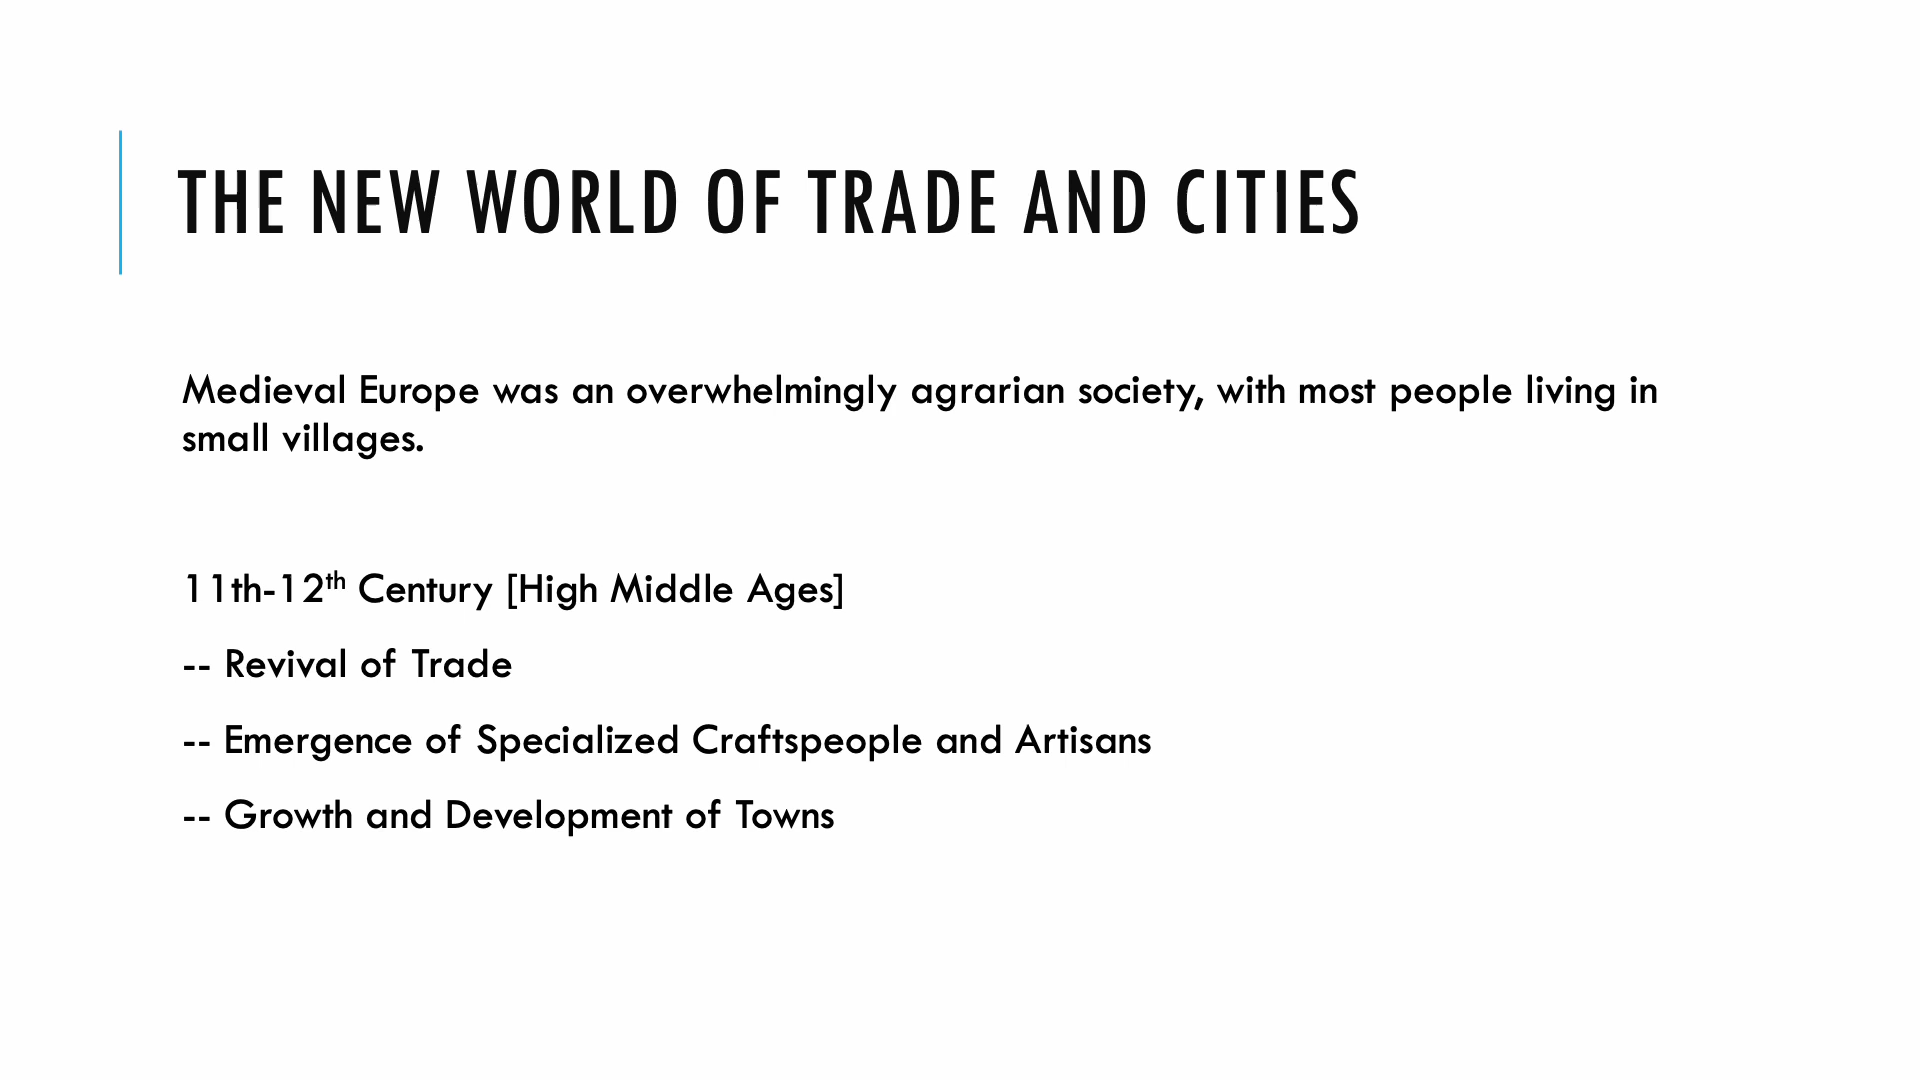 THE NEW WORLD OF TRADE AND CITIES
Medieval Europe was an overwhelmingly agrarian society, with most people living in
small villages.
11th-12th Century [High Middle Ages]
-- Revival of Trade
-- Emergence of Specialized Craftspeople and Artisans
-- Growth and Development of Towns